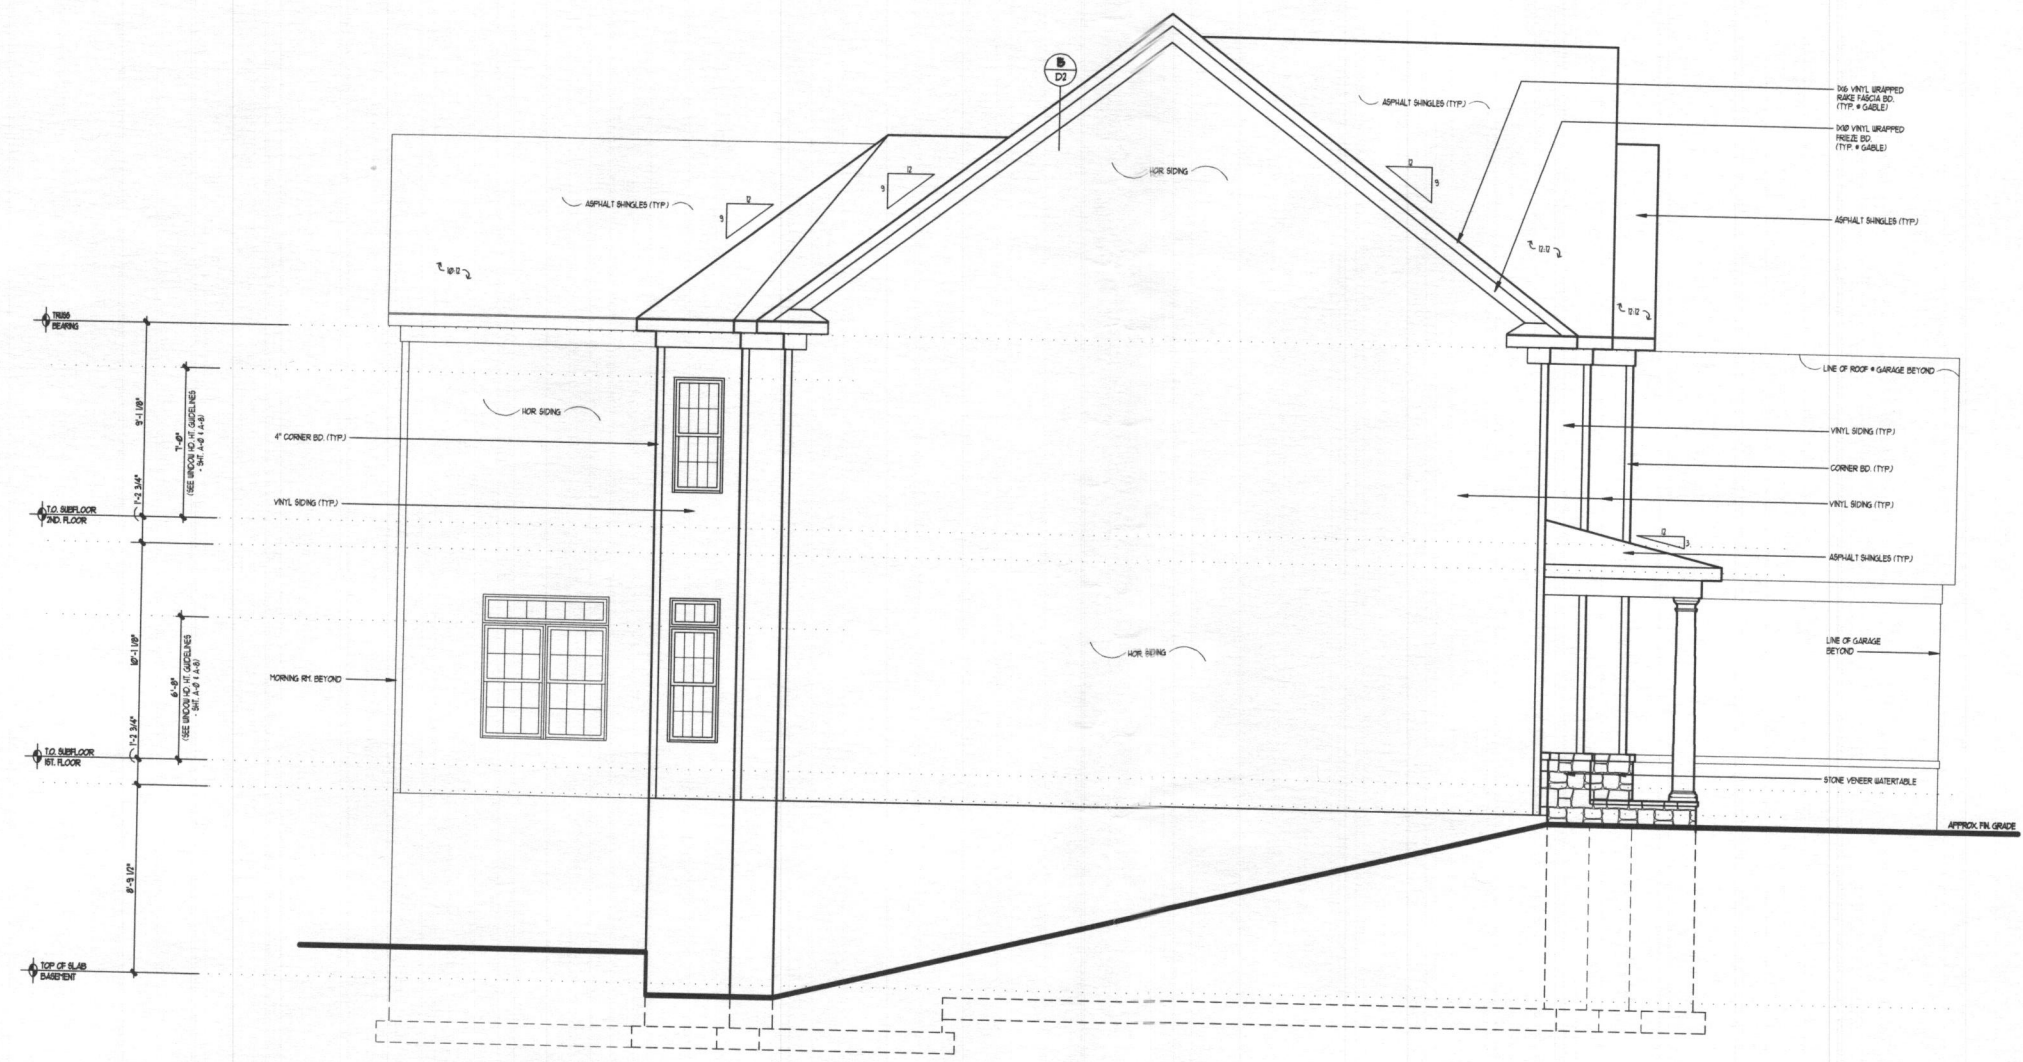 B
D2
ASPHALT SHINGLES (TYP.)
1X6 VINYL WRAPPED
RAKE FASCIA BD.
(TYP. @ GABLE)
1X10 VINYL WRAPPED
FRIEZE BD.
(TYP. @ GABLE)
HOR. SIDING
12
9
12
9
12
9
ASPHALT SHINGLES (TYP.)
ASPHALT SHINGLES (TYP.)
12:12
10:12
12:12
TRUSS
BEARING
LINE OF ROOF @ GARAGE BEYOND
9'-1 1/8"
7'-0"
(SEE WINDOW HD. HT. GUIDELINES
- SHT. A-0 & A-8)
HOR. SIDING
4" CORNER BD. (TYP.)
VINYL SIDING (TYP.)
CORNER BD. (TYP.)
VINYL SIDING (TYP.)
VINYL SIDING (TYP.)
1'-2 3/4"
T.O. SUBFLOOR
2ND. FLOOR
12
3
ASPHALT SHINGLES (TYP.)
10'-1 1/8"
6'-8"
(SEE WINDOW HD. HT. GUIDELINES
- SHT. A-0 & A-8)
HOR. SIDING
LINE OF GARAGE
BEYOND
MORNING RM. BEYOND
1'-2 3/4"
T.O. SUBFLOOR
1ST. FLOOR
STONE VENEER WATERTABLE
APPROX. FIN. GRADE
8'-9 1/2"
TOP OF SLAB
BASEMENT